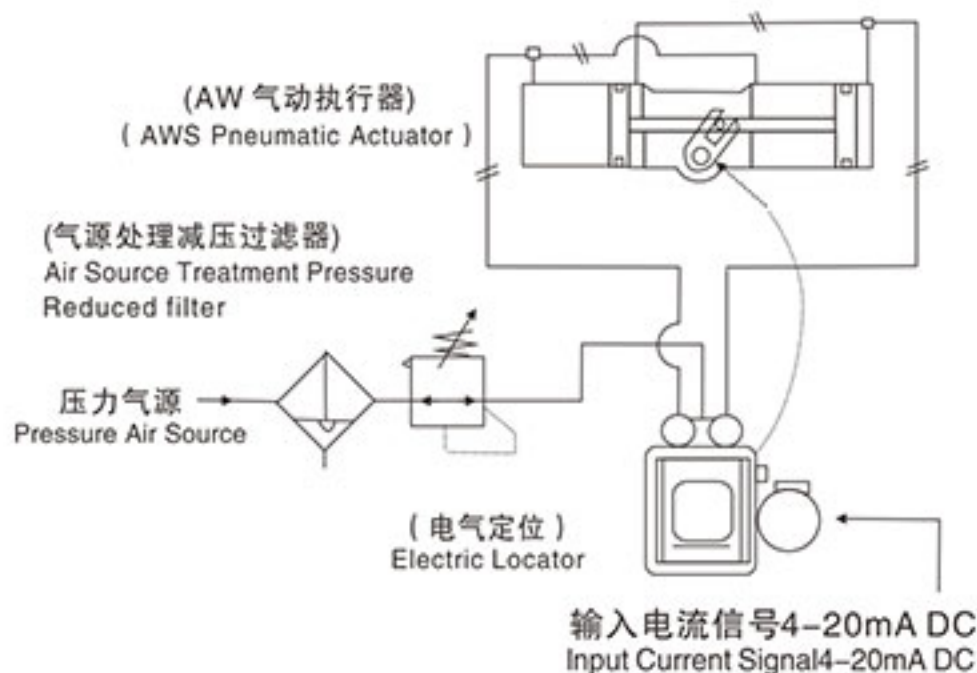 (AW 气动执行器)
( AWS Pneumatic Actuator )
(气源处理减压过滤器)
Air Source Treatment Pressure
Reduced filter
压力气源
Pressure Air Source
( 电气定位 )
Electric Locator
输入电流信号4-20mA DC
Input Current Signal4-20mA DC